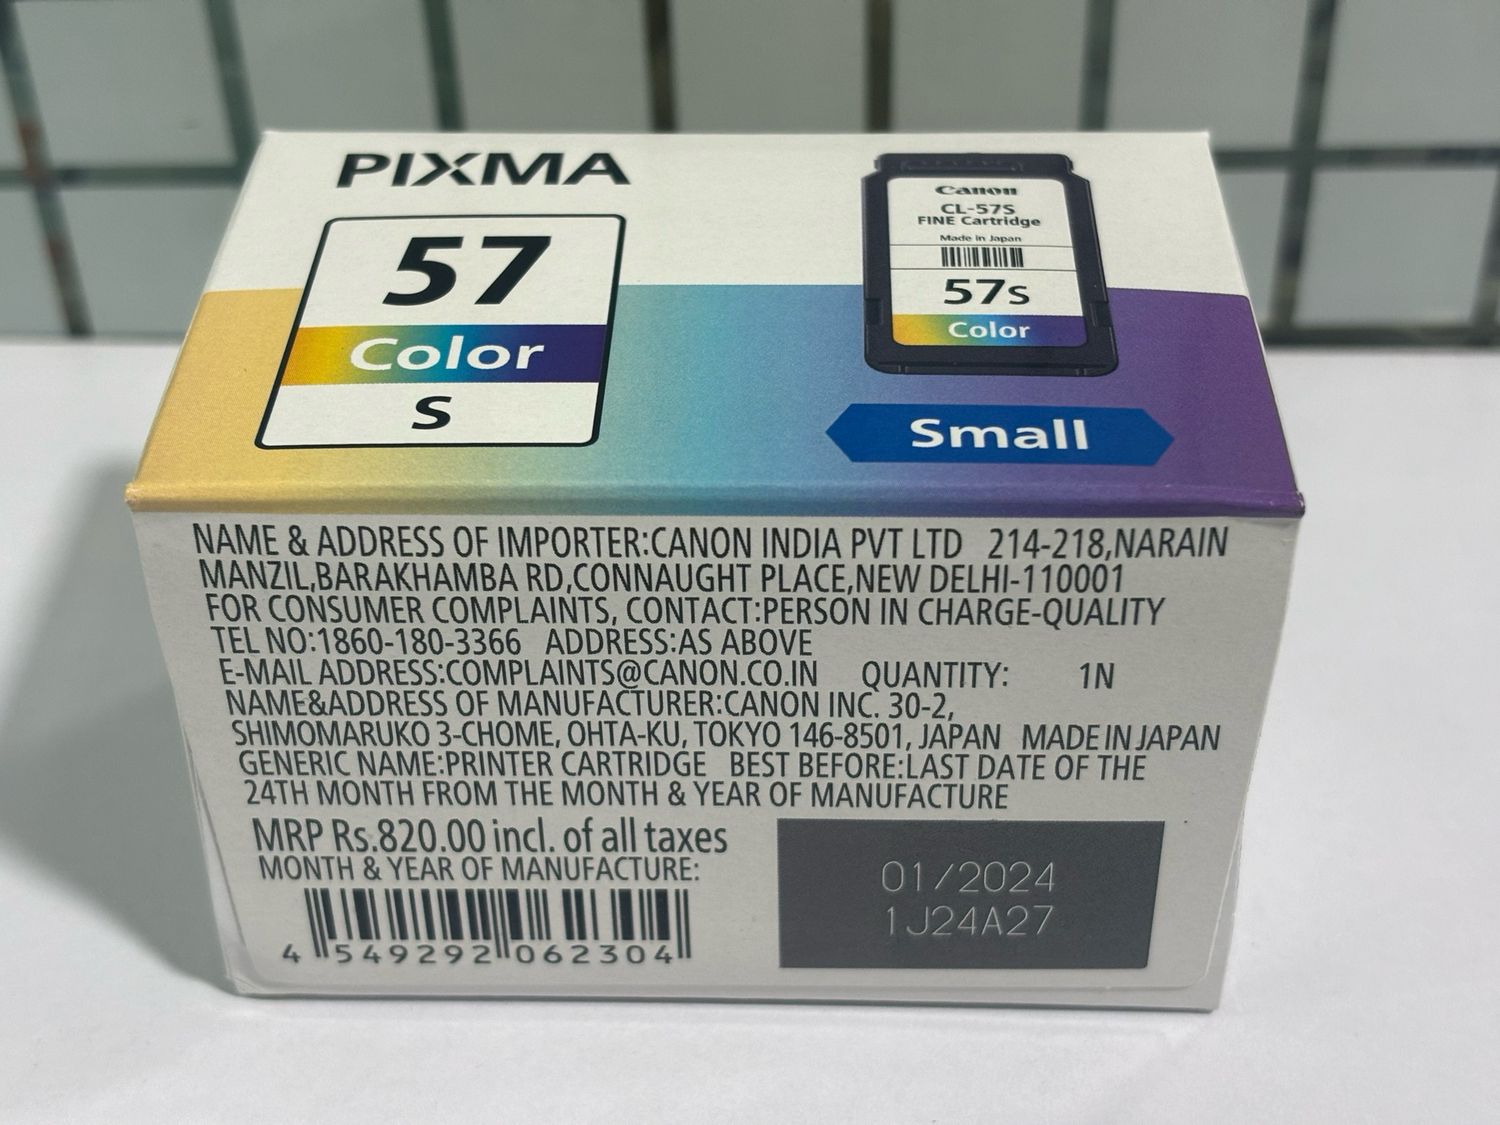 PIXMA
57
Color
S
Canon
CL-57S
FINE Cartridge
Made in Japan
57s
Color
Small
NAME & ADDRESS OF IMPORTER:CANON INDIA PVT LTD 214-218,NARAIN
MANZIL,BARAKHAMBA RD,CONNAUGHT PLACE,NEW DELHI-110001
FOR CONSUMER COMPLAINTS, CONTACT:PERSON IN CHARGE-QUALITY
TEL NO:1860-180-3366 ADDRESS:AS ABOVE
E-MAIL ADDRESS:COMPLAINTS@CANON.CO.IN QUANTITY: 1N
NAME&ADDRESS OF MANUFACTURER:CANON INC. 30-2,
SHIMOMARUKO 3-CHOME, OHTA-KU, TOKYO 146-8501, JAPAN MADE IN JAPAN
GENERIC NAME:PRINTER CARTRIDGE BEST BEFORE:LAST DATE OF THE
24TH MONTH FROM THE MONTH & YEAR OF MANUFACTURE
MRP Rs.820.00 incl. of all taxes
MONTH & YEAR OF MANUFACTURE:
01/2024
1J24A27
4 549292 062304